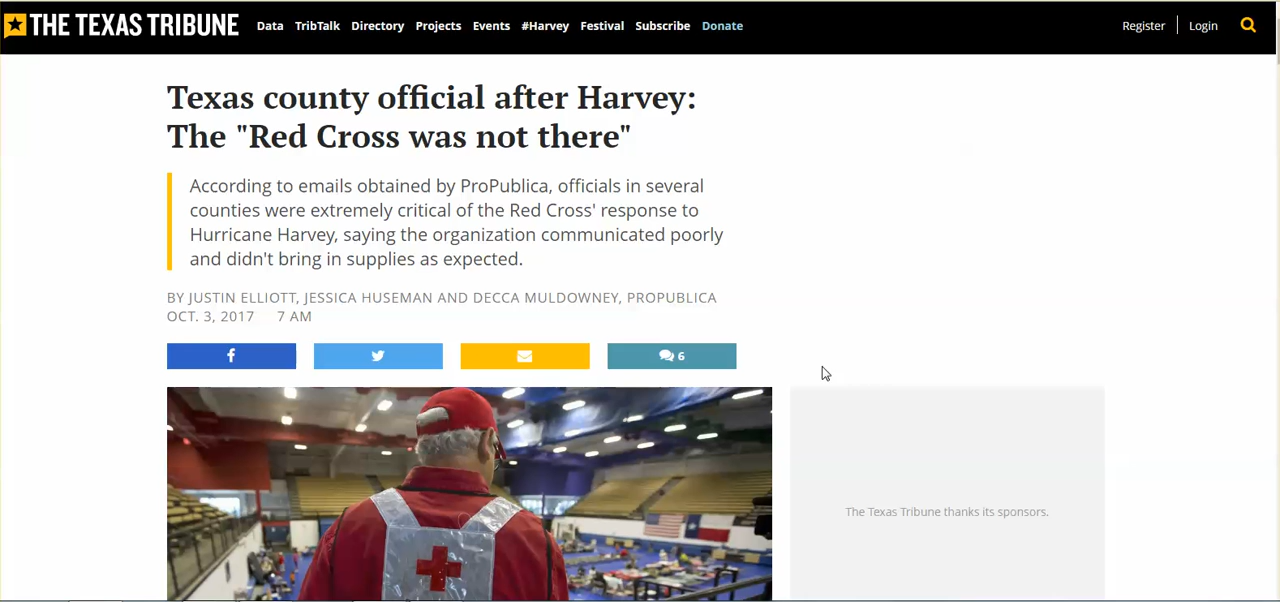 THE TEXAS TRIBUNE Data TribTalk Directory Projects Events #Harvey Festival Subscribe Donate Register Login
Texas county official after Harvey:
The "Red Cross was not there"
According to emails obtained by ProPublica, officials in several
counties were extremely critical of the Red Cross' response to
Hurricane Harvey, saying the organization communicated poorly
and didn't bring in supplies as expected.
BY JUSTIN ELLIOTT, JESSICA HUSEMAN AND DECCA MULDOWNEY, PROPUBLICA
OCT. 3, 2017 7 AM
6
The Texas Tribune thanks its sponsors.